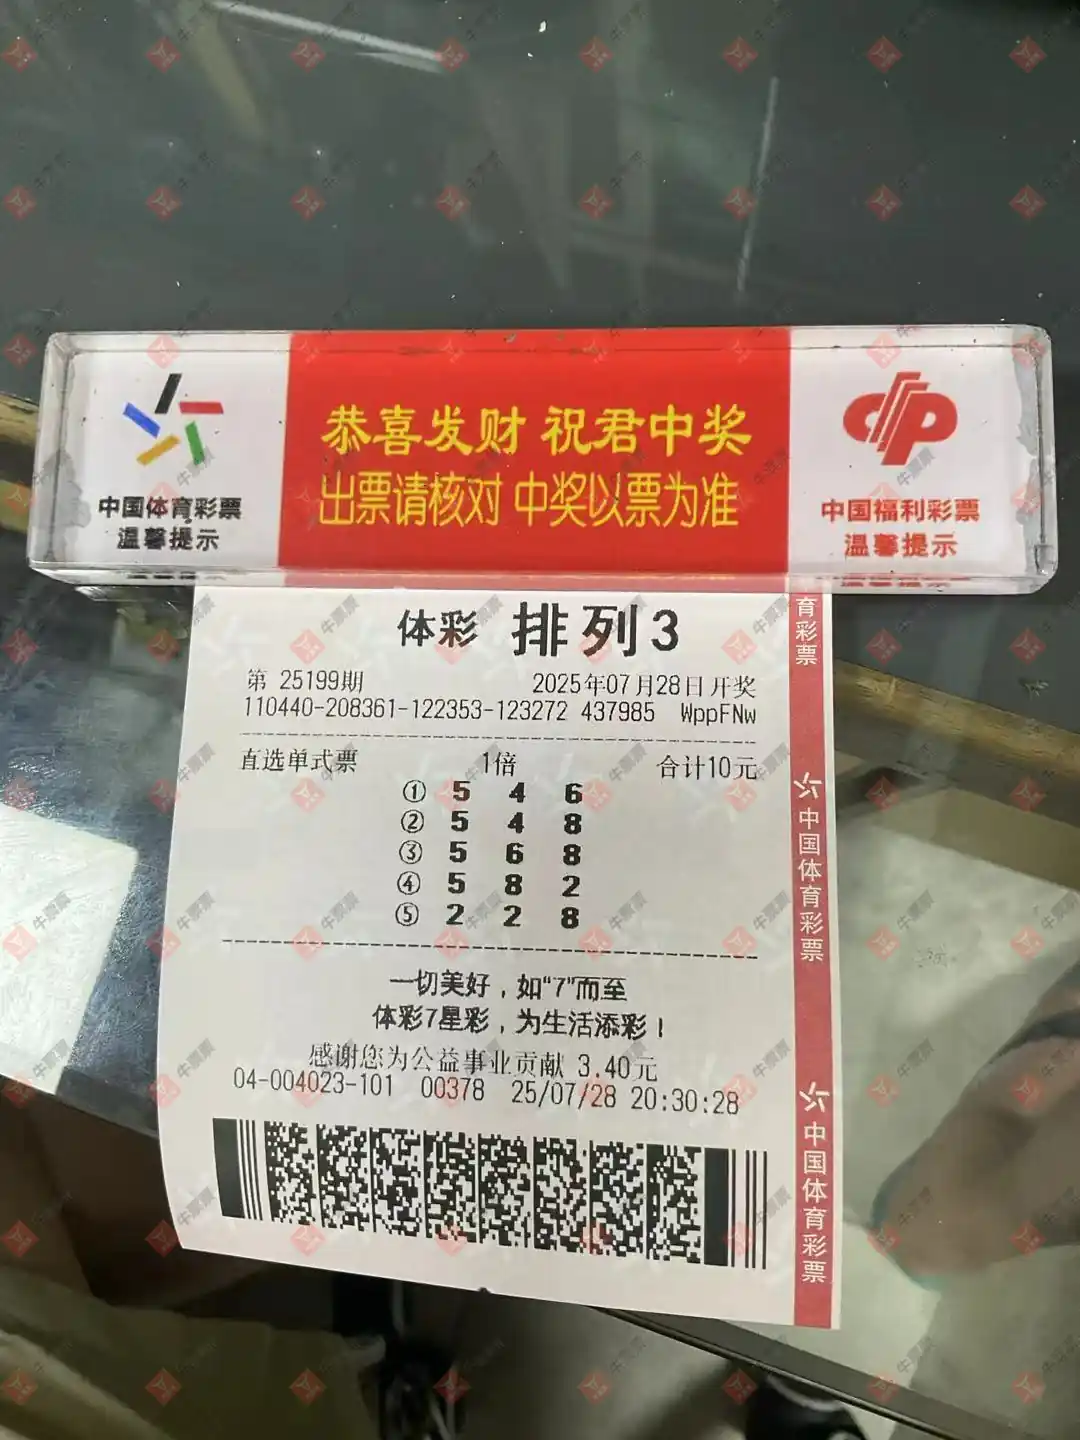 恭喜发财 祝君中奖
出票请核对 中奖以票为准
中国体育彩票
温馨提示
中国福利彩票
温馨提示
体彩 排列3
第 25199期 2025年07月28日开奖
110440-208361-122353-123272 437985 WppFNw
直选单式票 1倍 合计10元
① 5 4 6
② 5 4 8
③ 5 6 8
④ 5 8 2
⑤ 2 2 8
一切美好，如“7”而至
体彩7星彩，为生活添彩！
感谢您为公益事业贡献 3.40元
04-004023-101 00378 25/07/28 20:30:28
育彩票
中国体育彩票
中国体育彩票
牛票票